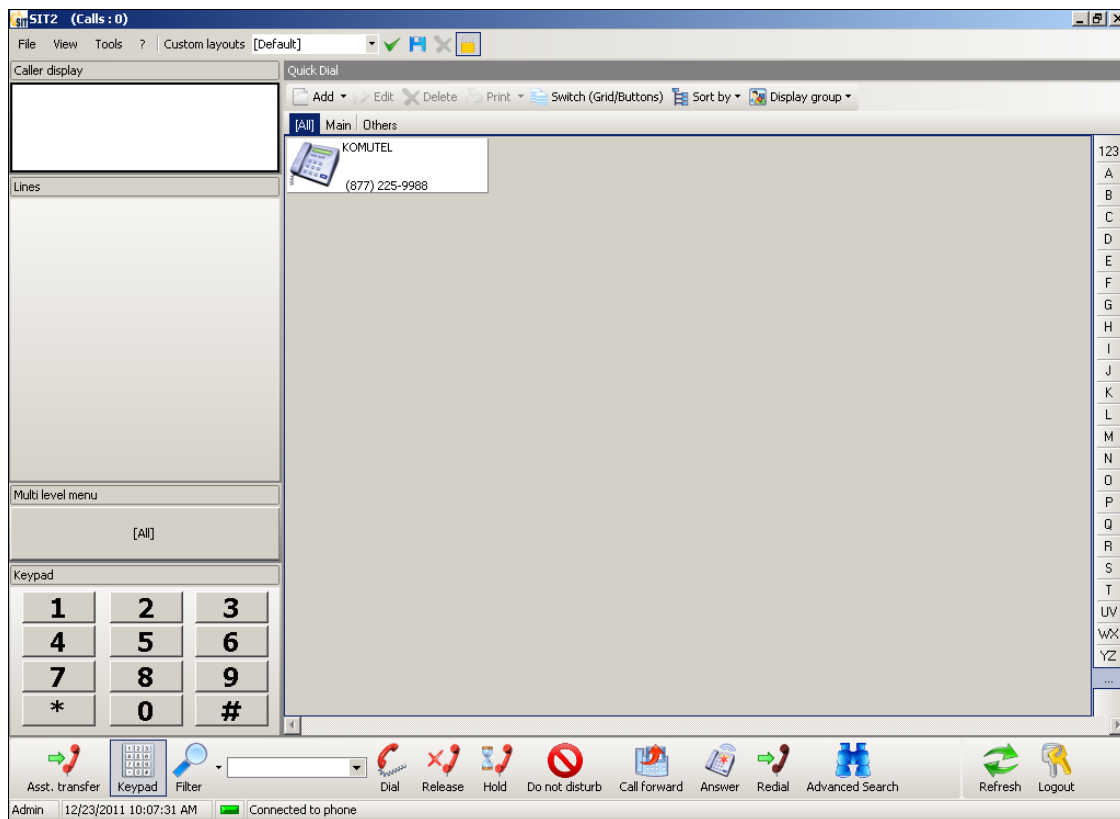 SIT2 (Calls : 0)
File View Tools ? Custom layouts [Default]
Caller display
Quick Dial
Add Edit Delete Print Switch (Grid/Buttons) Sort by Display group
[All] Main Others
KOMUTEL
(877) 225-9988
Lines
Multi level menu
[All]
Keypad
1 2 3
4 5 6
7 8 9
* 0 #
123
A
B
C
D
E
F
G
H
I
J
K
L
M
N
O
P
Q
R
S
T
UV
WX
YZ
...
Asst. transfer Keypad Filter Dial Release Hold Do not disturb Call forward Answer Redial Advanced Search Refresh Logout
Admin 12/23/2011 10:07:31 AM Connected to phone